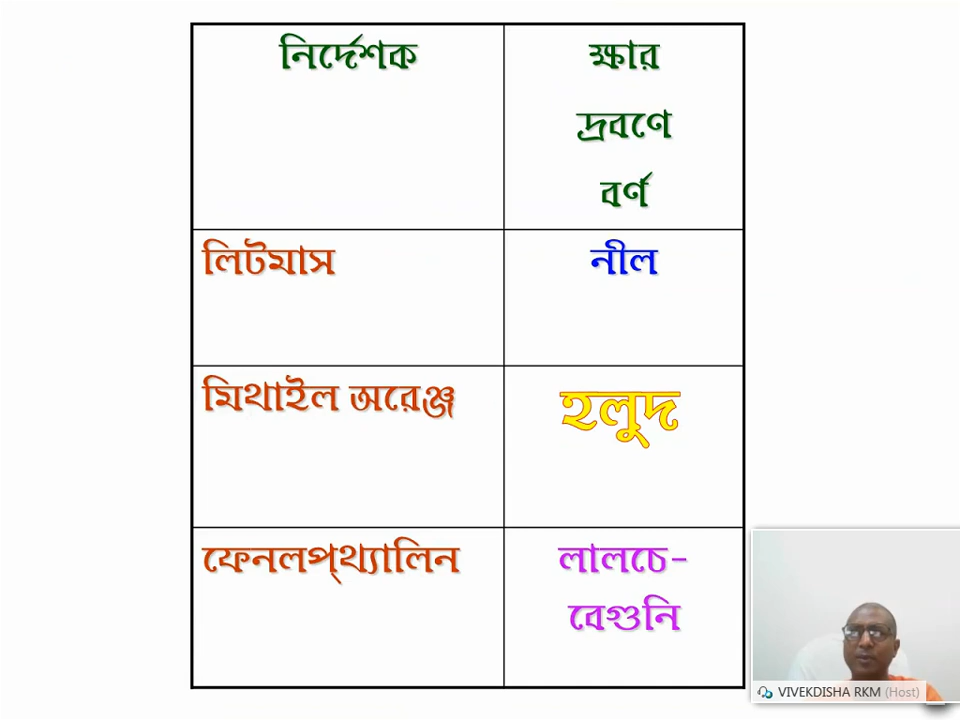 নির্দেশক
ক্ষার
দ্রবণে
বর্ণ
লিটমাস
নীল
মিথাইল অরেঞ্জ
হলুদ
ফেনলপ্থ্যালিন
লালচে-
বেগুনি
VIVEKDISHA RKM (Host)